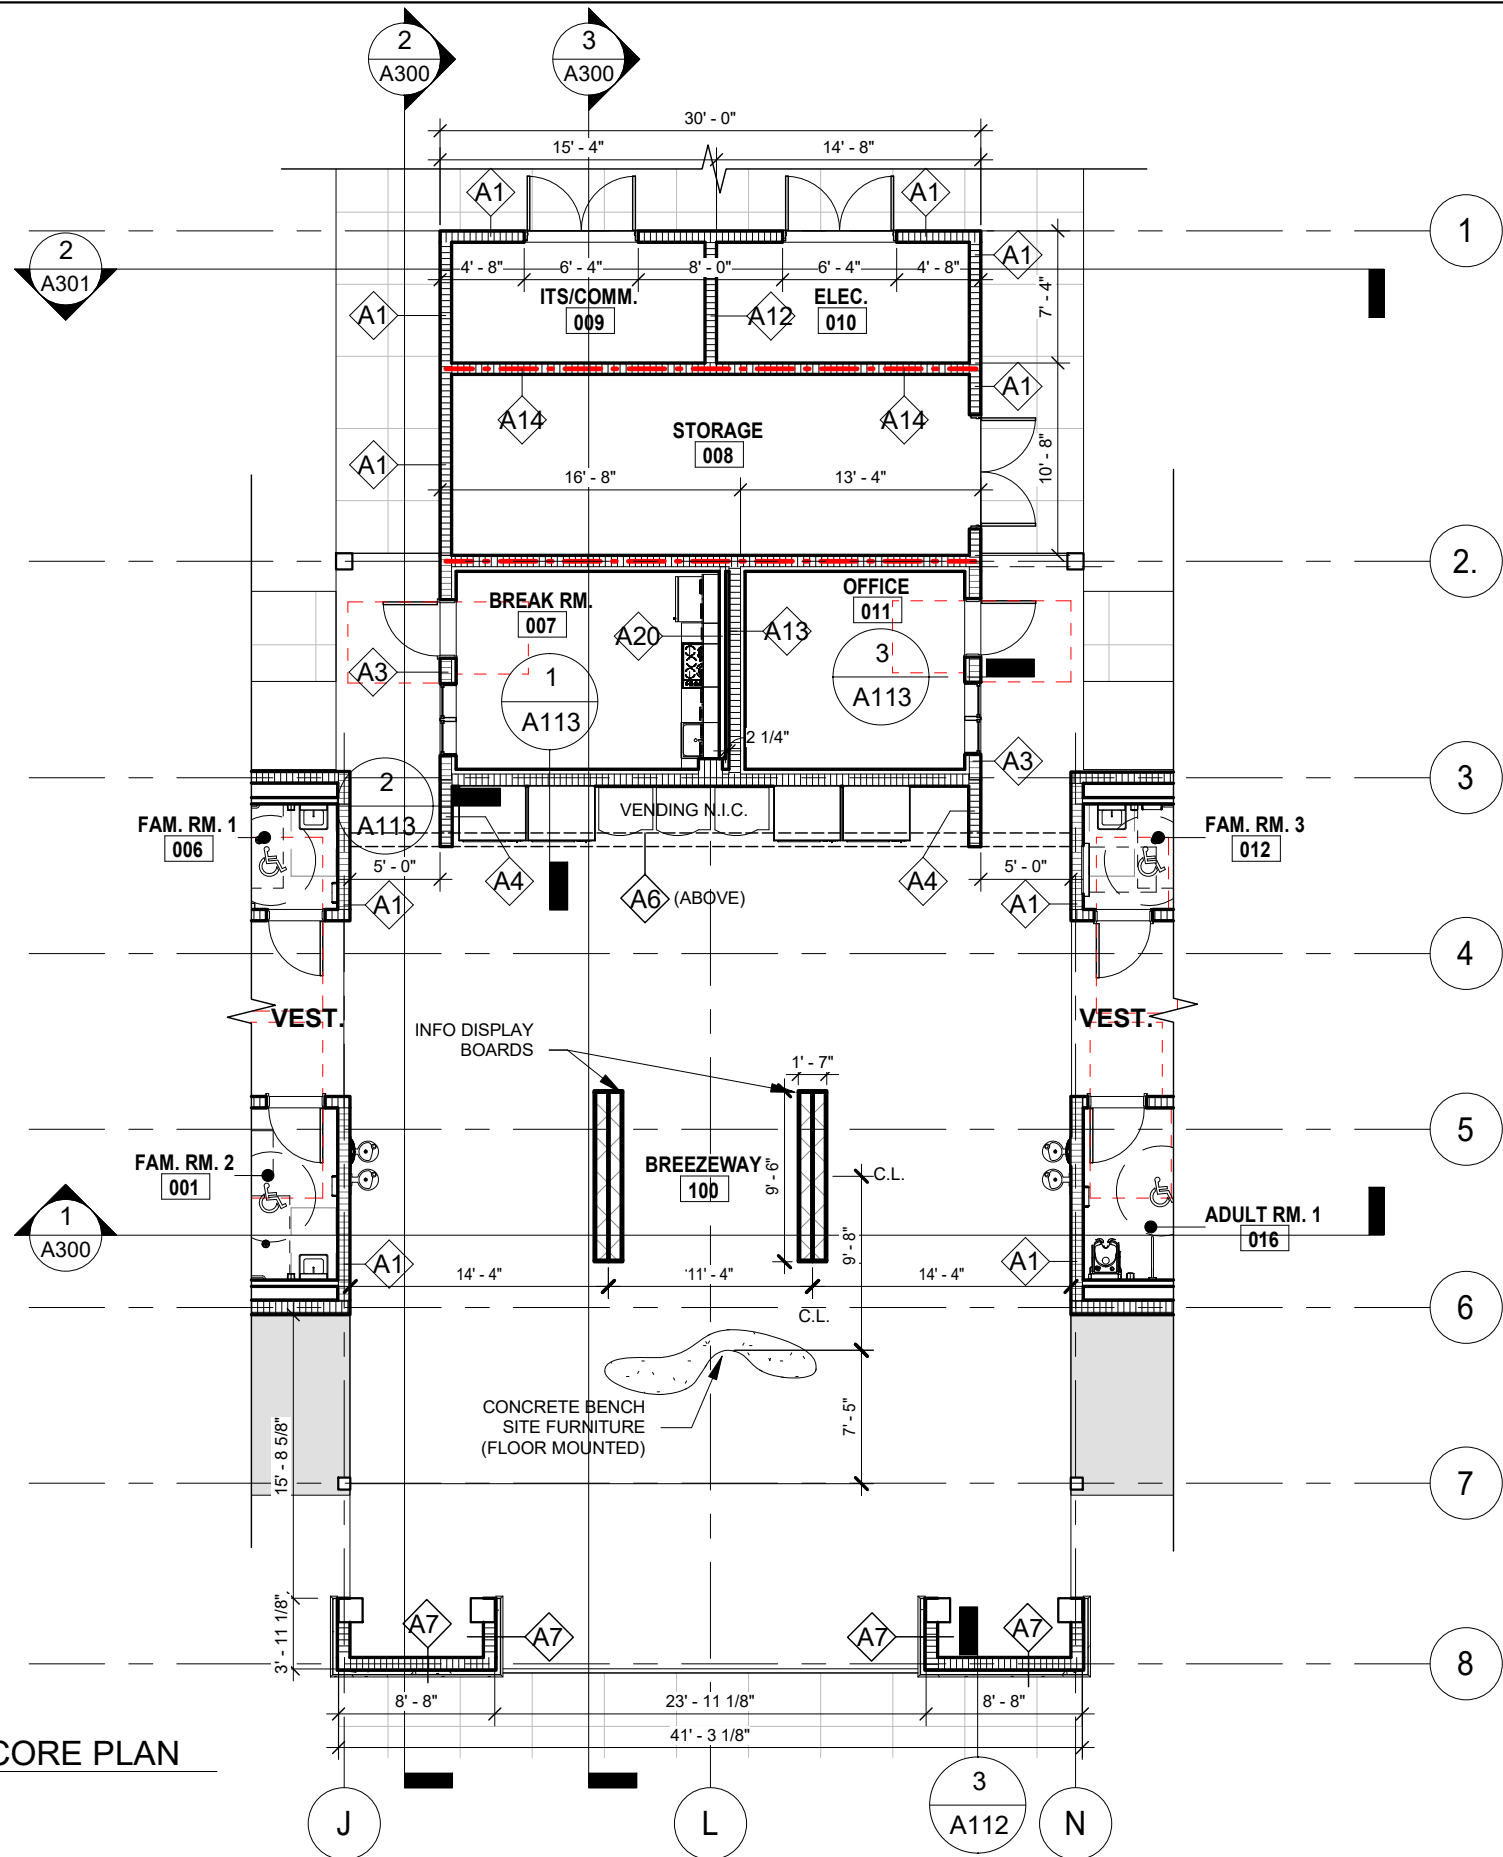 2
A300
3
A300
30' - 0"
15' - 4"
14' - 8"
A1
A1
1
2
A301
A1
4' - 8"
6' - 4"
8' - 0"
6' - 4"
4' - 8"
7' - 4"
ITS/COMM.
009
ELEC.
010
A1
A12
A1
A14
A14
STORAGE
008
10' - 8"
A1
16' - 8"
13' - 4"
2.
BREAK RM.
007
OFFICE
011
A20
A13
A3
1
A113
3
A113
2 1/4"
A3
3
2
A113
VENDING N.I.C.
FAM. RM. 1
006
FAM. RM. 3
012
5' - 0"
5' - 0"
A4
A4
A6
(ABOVE)
A1
A1
4
VEST.
VEST.
INFO DISPLAY
BOARDS
1' - 7"
5
FAM. RM. 2
001
BREEZEWAY
100
9' - 6"
C.L.
1
A300
ADULT RM. 1
016
9' - 8"
A1
A1
14' - 4"
11' - 4"
14' - 4"
6
C.L.
CONCRETE BENCH
SITE FURNITURE
(FLOOR MOUNTED)
7' - 5"
15' - 8 5/8"
7
3' - 11 1/8"
A7
A7
A7
A7
8
8' - 8"
23' - 11 1/8"
8' - 8"
41' - 3 1/8"
CORE PLAN
J
L
3
A112
N